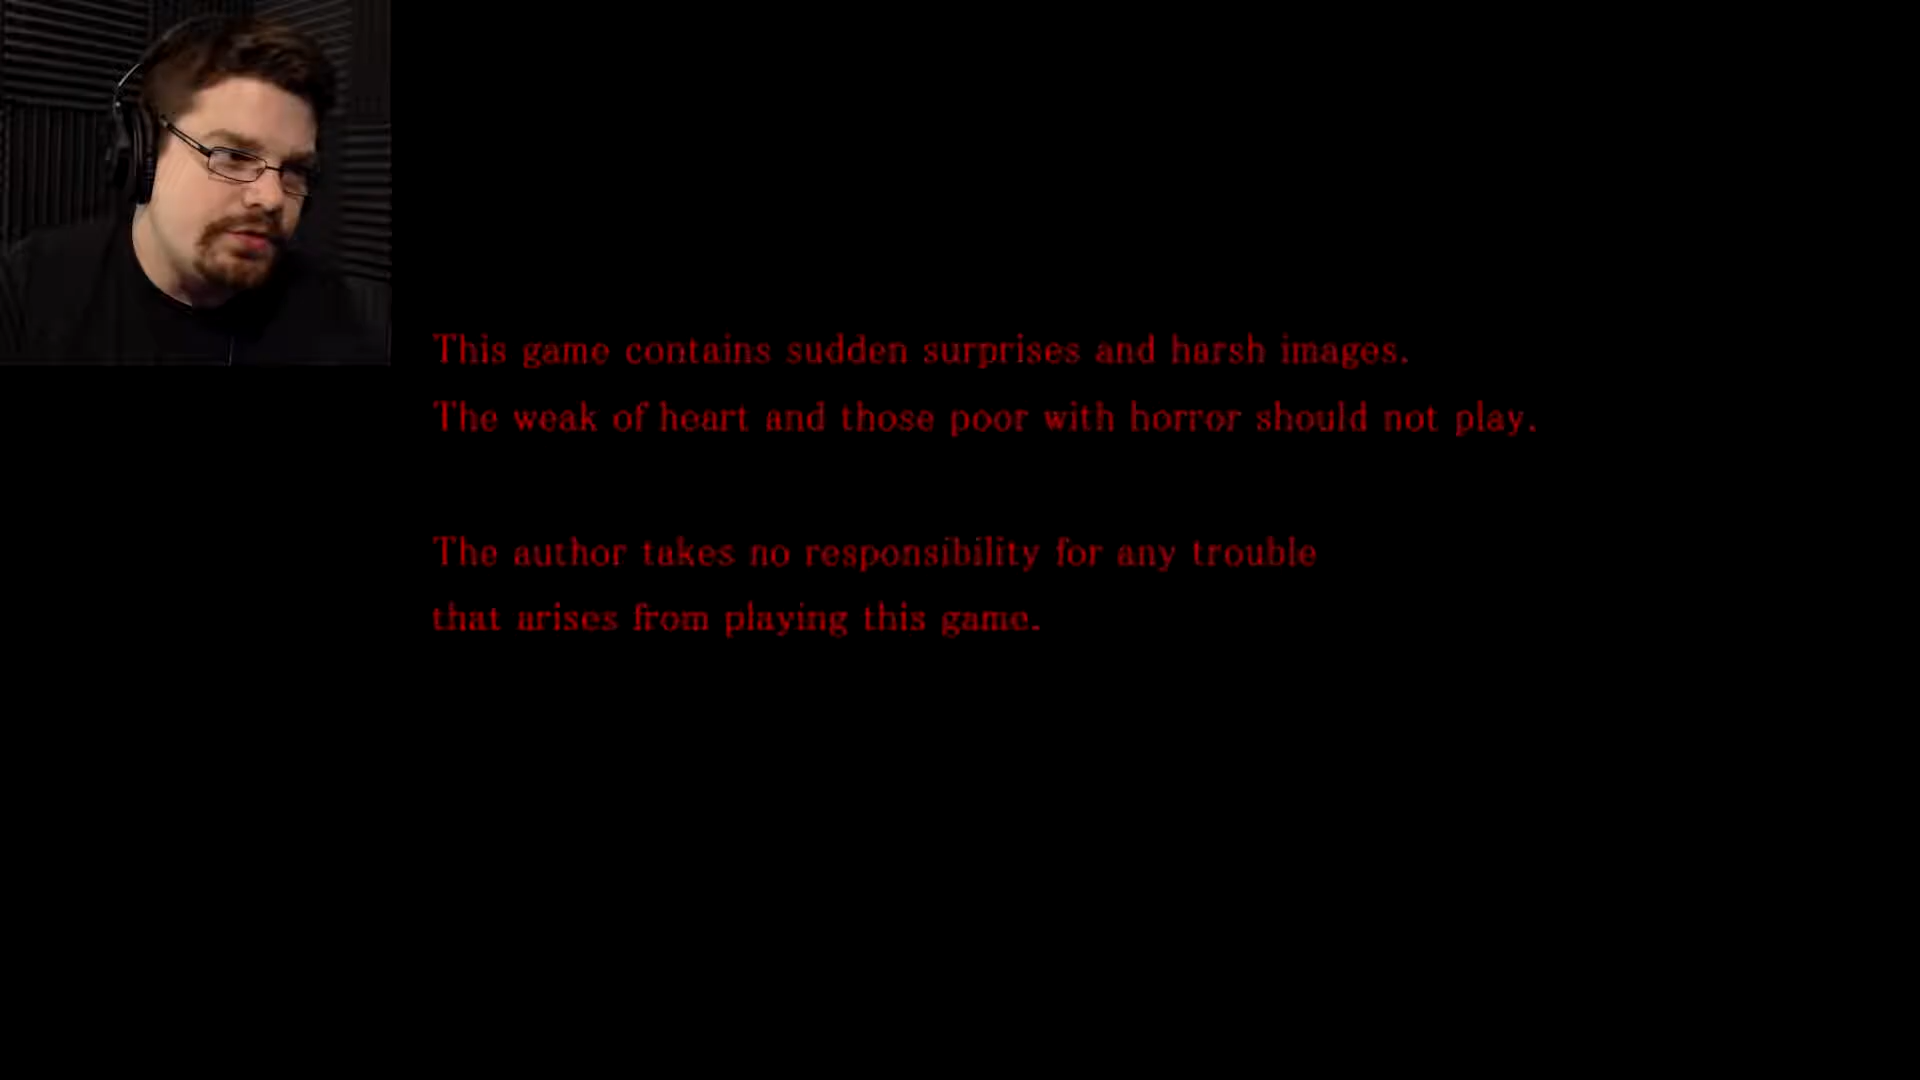 This game contains sudden surprises and harsh images.
The weak of heart and those poor with horror should not play.
The author takes no responsibility for any trouble
that arises from playing this game.